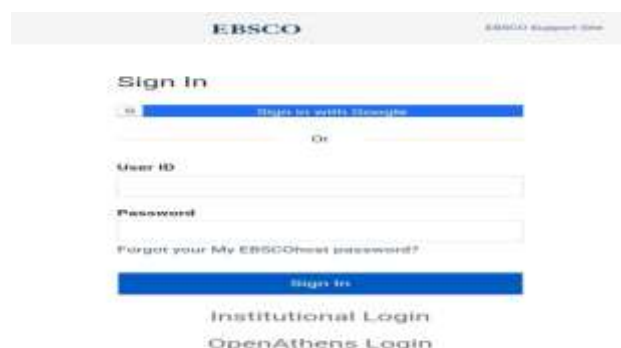 EBSCO
EBSCO Support Site
Sign In
G
Sign in with Google
Or
User ID
Password
Forgot your My EBSCOhost password?
Sign In
Institutional Login
OpenAthens Login